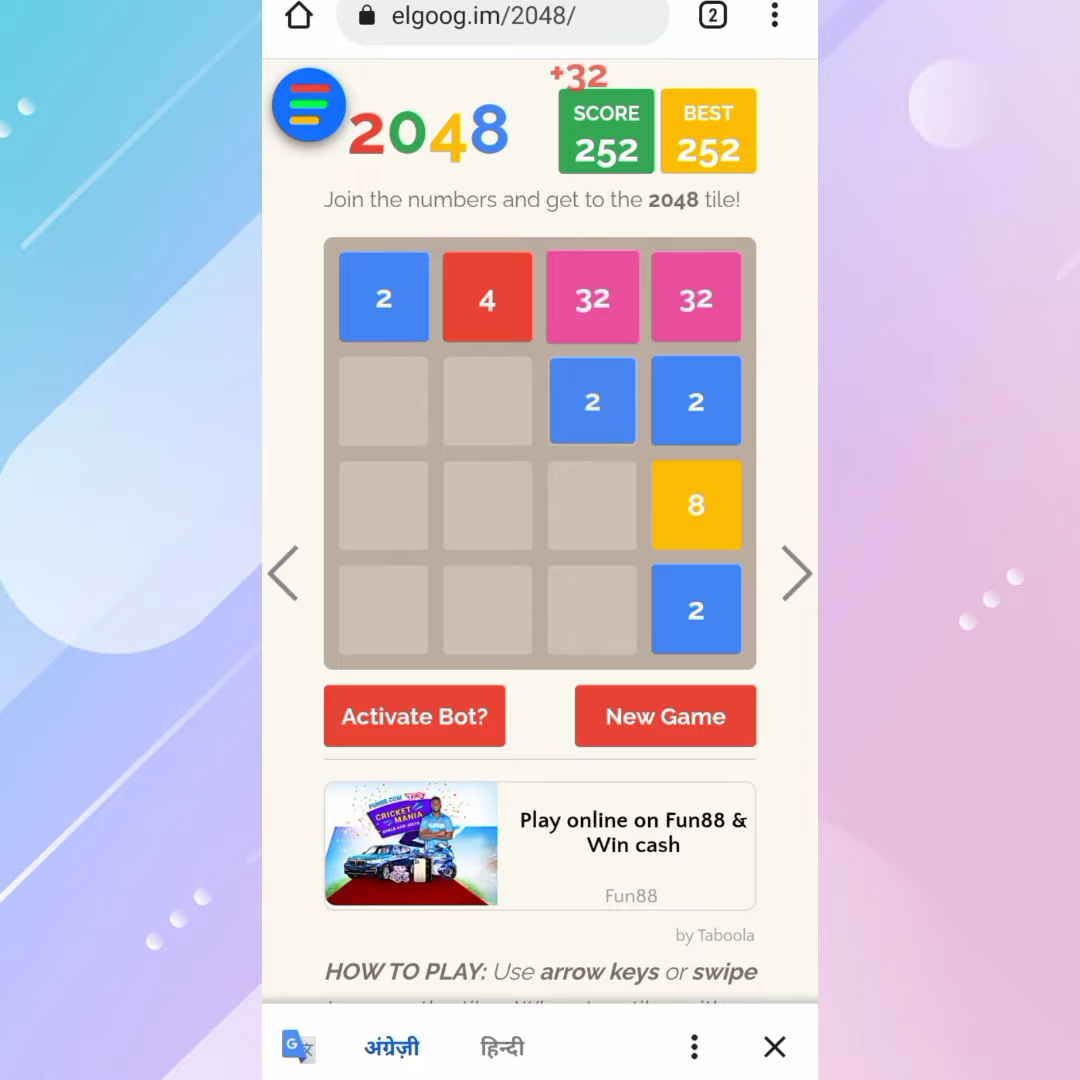 elgoog.im/2048/
2
+32
2048
SCORE
252
BEST
252
Join the numbers and get to the 2048 tile!
2 4 32 32
2 2
8
2
Activate Bot?
New Game
CRICKET
MANIA
Play online on Fun88 &
Win cash
Fun88
by Taboola
HOW TO PLAY: Use arrow keys or swipe
अंग्रेज़ी
हिन्दी